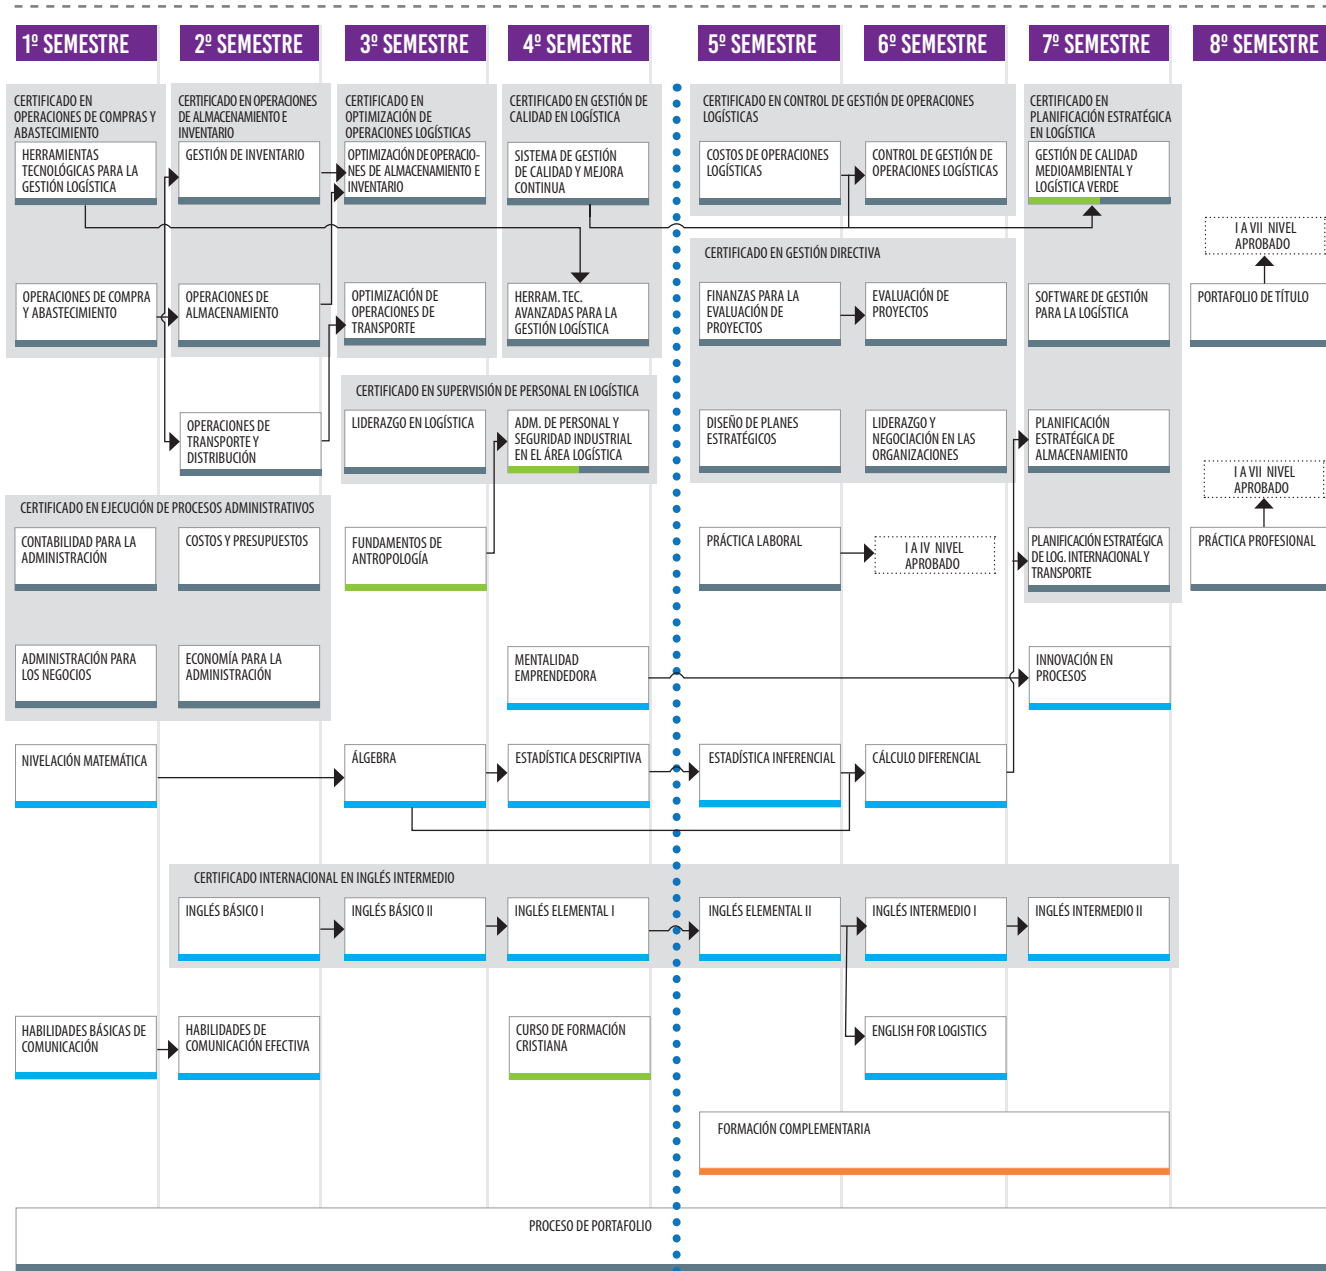 1º SEMESTRE
2º SEMESTRE
3º SEMESTRE
4º SEMESTRE
5º SEMESTRE
6º SEMESTRE
7º SEMESTRE
8º SEMESTRE
CERTIFICADO EN
OPERACIONES DE COMPRAS Y
ABASTECIMIENTO
CERTIFICADO EN OPERACIONES
DE ALMACENAMIENTO E
INVENTARIO
CERTIFICADO EN
OPTIMIZACIÓN DE
OPERACIONES LOGÍSTICAS
CERTIFICADO EN GESTIÓN DE
CALIDAD EN LOGÍSTICA
CERTIFICADO EN CONTROL DE GESTIÓN DE OPERACIONES
LOGÍSTICAS
CERTIFICADO EN
PLANIFICACIÓN ESTRATÉGICA
EN LOGÍSTICA
HERRAMIENTAS
TECNOLÓGICAS PARA LA
GESTIÓN LOGÍSTICA
GESTIÓN DE INVENTARIO
OPTIMIZACIÓN DE OPERACIO-
NES DE ALMACENAMIENTO E
INVENTARIO
SISTEMA DE GESTIÓN
DE CALIDAD Y MEJORA
CONTINUA
COSTOS DE OPERACIONES
LOGÍSTICAS
CONTROL DE GESTIÓN DE
OPERACIONES LOGÍSTICAS
GESTIÓN DE CALIDAD
MEDIOAMBIENTAL Y
LOGÍSTICA VERDE
I A VII NIVEL
APROBADO
CERTIFICADO EN GESTIÓN DIRECTIVA
OPERACIONES DE COMPRA
Y ABASTECIMIENTO
OPERACIONES DE
ALMACENAMIENTO
OPTIMIZACIÓN DE
OPERACIONES DE
TRANSPORTE
HERRAM. TEC.
AVANZADAS PARA LA
GESTIÓN LOGÍSTICA
FINANZAS PARA LA
EVALUACIÓN DE
PROYECTOS
EVALUACIÓN DE
PROYECTOS
SOFTWARE DE GESTIÓN
PARA LA LOGÍSTICA
PORTAFOLIO DE TÍTULO
CERTIFICADO EN SUPERVISIÓN DE PERSONAL EN LOGÍSTICA
OPERACIONES DE
TRANSPORTE Y
DISTRIBUCIÓN
LIDERAZGO EN LOGÍSTICA
ADM. DE PERSONAL Y
SEGURIDAD INDUSTRIAL
EN EL ÁREA LOGÍSTICA
DISEÑO DE PLANES
ESTRATÉGICOS
LIDERAZGO Y
NEGOCIACIÓN EN LAS
ORGANIZACIONES
PLANIFICACIÓN
ESTRATÉGICA DE
ALMACENAMIENTO
I A VII NIVEL
APROBADO
CERTIFICADO EN EJECUCIÓN DE PROCESOS ADMINISTRATIVOS
CONTABILIDAD PARA LA
ADMINISTRACIÓN
COSTOS Y PRESUPUESTOS
FUNDAMENTOS DE
ANTROPOLOGÍA
PRÁCTICA LABORAL
I A IV NIVEL
APROBADO
PLANIFICACIÓN ESTRATÉGICA
DE LOG. INTERNACIONAL Y
TRANSPORTE
PRÁCTICA PROFESIONAL
ADMINISTRACIÓN PARA
LOS NEGOCIOS
ECONOMÍA PARA LA
ADMINISTRACIÓN
MENTALIDAD
EMPRENDEDORA
INNOVACIÓN EN
PROCESOS
NIVELACIÓN MATEMÁTICA
ÁLGEBRA
ESTADÍSTICA DESCRIPTIVA
ESTADÍSTICA INFERENCIAL
CÁLCULO DIFERENCIAL
CERTIFICADO INTERNACIONAL EN INGLÉS INTERMEDIO
INGLÉS BÁSICO I
INGLÉS BÁSICO II
INGLÉS ELEMENTAL I
INGLÉS ELEMENTAL II
INGLÉS INTERMEDIO I
INGLÉS INTERMEDIO II
HABILIDADES BÁSICAS DE
COMUNICACIÓN
HABILIDADES DE
COMUNICACIÓN EFECTIVA
CURSO DE FORMACIÓN
CRISTIANA
ENGLISH FOR LOGISTICS
FORMACIÓN COMPLEMENTARIA
PROCESO DE PORTAFOLIO